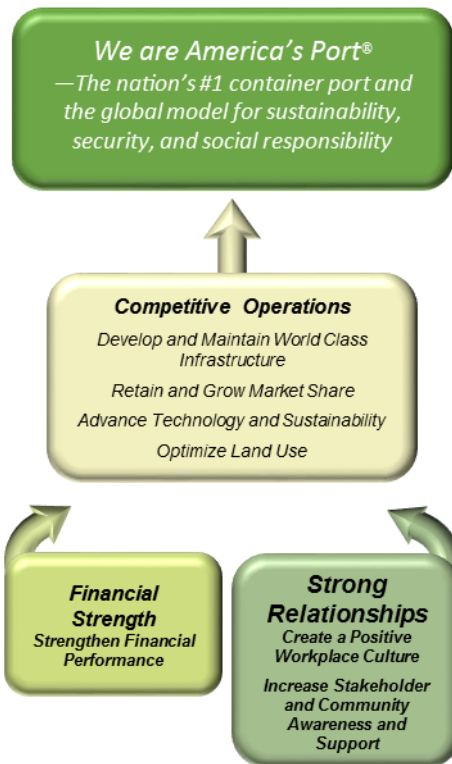 We are America's Port®
—The nation's #1 container port and
the global model for sustainability,
security, and social responsibility
Competitive Operations
Develop and Maintain World Class
Infrastructure
Retain and Grow Market Share
Advance Technology and Sustainability
Optimize Land Use
Financial
Strength
Strengthen Financial
Performance
Strong
Relationships
Create a Positive
Workplace Culture
Increase Stakeholder
and Community
Awareness and
Support